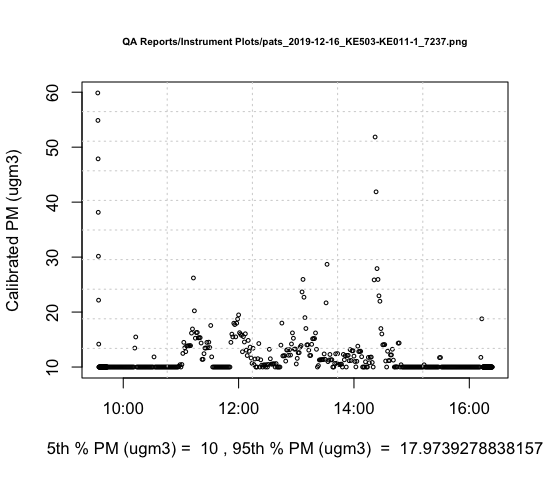 QA Reports/Instrument Plots/pats_2019-12-16_KE503-KE011-1_7237.png
Calibrated PM (ugm3)
60
50
40
30
20
10
10:00 12:00 14:00 16:00
5th % PM (ugm3) = 10 , 95th % PM (ugm3) = 17.9739278838157